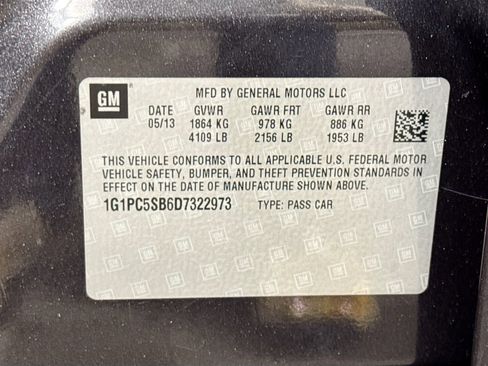 GM
MFD BY GENERAL MOTORS LLC
DATE GVWR GAWR FRT GAWR RR
05/13 1864 KG 978 KG 886 KG
4109 LB 2156 LB 1953 LB
THIS VEHICLE CONFORMS TO ALL APPLICABLE U.S. FEDERAL MOTOR
VEHICLE SAFETY, BUMPER, AND THEFT PREVENTION STANDARDS
IN EFFECT ON THE DATE OF MANUFACTURE SHOWN ABOVE.
1G1PC5SB6D7322973 TYPE: PASS CAR